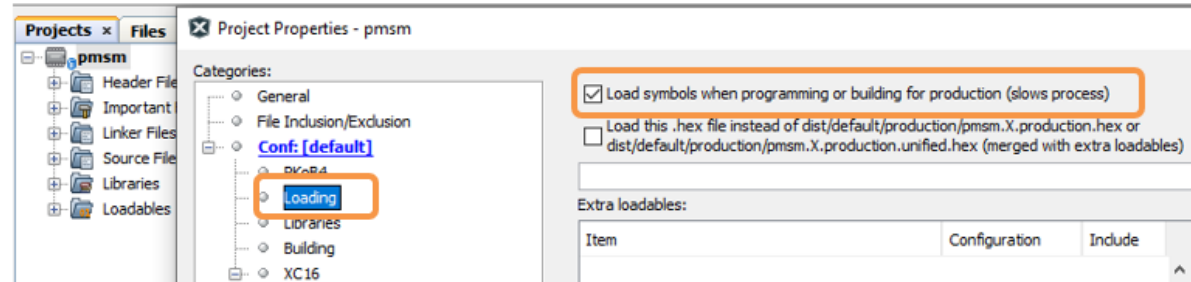 Projects × Files
Project Properties - pmsm
pmsm
Header File
Important
Linker Files
Source File
Libraries
Loadables
Categories:
General
File Inclusion/Exclusion
Conf: [default]
PKoB4
Loading
Libraries
Building
XC16
Load symbols when programming or building for production (slows process)
Load this .hex file instead of dist/default/production/pmsm.X.production.hex or
dist/default/production/pmsm.X.production.unified.hex (merged with extra loadables)
Extra loadables:
Item Configuration Include